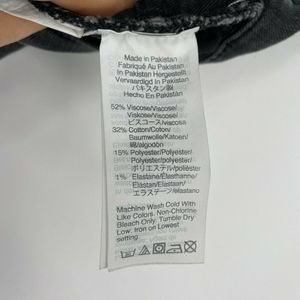 Made in Pakistan
Fabriqué Au Pakistan
In Pakistan Hergestellt
Vervaardigd In Pakistan
パキスタン製
Hecho En Pakistan
52% Viscose/Viscose/
Viskose/Viscose/
ビスコース/viscosa
32% Cotton/Coton/
Baumwolle/Katoen/
綿/algodón
15% Polyester/Polyester/
Polyester/Polyester/
ポリエステル/poliéster
1% Elastane/Élasthanne/
Elastan/Elastaan/
エラステーン/elastano
Machine Wash Cold With
Like Colors. Non-Chlorine
Bleach Only. Tumble Dry
Low. Iron on Lowest
setting.